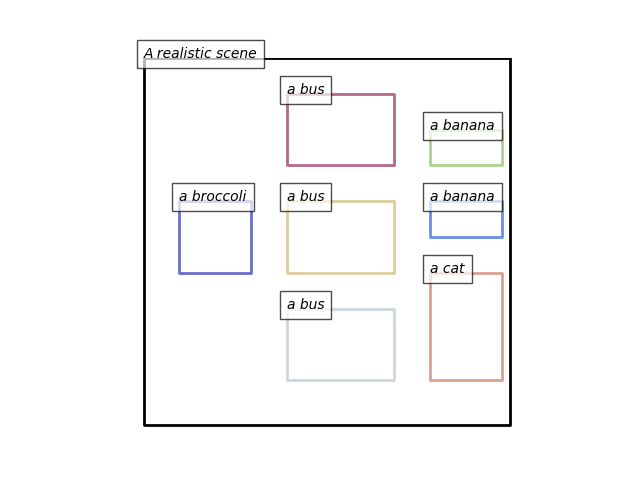 A realistic scene
a bus
a banana
a broccoli
a bus
a banana
a cat
a bus